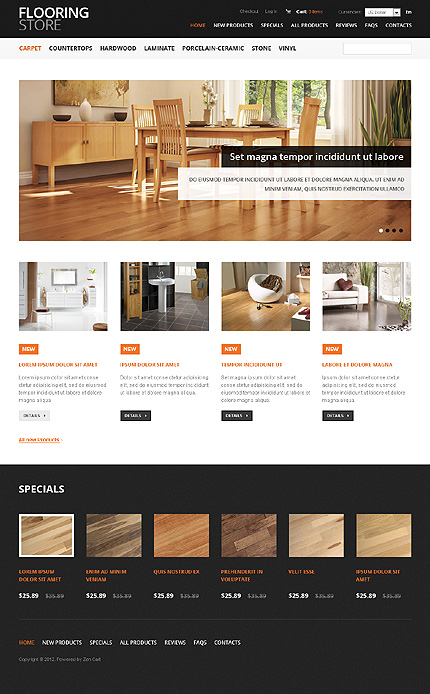 FLOORING
STORE
Checkout Log In Cart: 0 items Currencies: US Dollar En
HOME NEW PRODUCTS SPECIALS ALL PRODUCTS REVIEWS FAQS CONTACTS
CARPET COUNTERTOPS HARDWOOD LAMINATE PORCELAIN-CERAMIC STONE VINYL
Set magna tempor incididunt ut labore
DO EIUSMOD TEMPOR INCIDIDUNT UT LABORE ET DOLORE MAGNA ALIQUA. UT ENIM AD
MINIM VENIAM, QUIS NOSTRUD EXERCITATION ULLAMCO
NEW
LOREM IPSUM DOLOR SIT AMET
Lorem ipsum dolor sit amet conse
ctetur adipisicing elit, sed do eiusmod
tempor incididunt ut labore et dolore
magna aliqua.
DETAILS
NEW
IPSUM DOLOR SIT AMET
Dolor sit amet conse ctetur adipisicing
elit, sed do eiusmod tempor incididunt
ut labore et dolore magna aliqua.
DETAILS
NEW
TEMPOR INCIDIDUNT UT
Set magna ipsum dolor sit amet conse
ctetur adipisicing elit, sed do eiusmod
tempor incididunt ut labore et dolore
magna aliqua.
DETAILS
NEW
LABORE ET DOLORE MAGNA
Lorem ipsum dolor sit amet conse
ctetur adipisicing elit, sed do eiusmod
tempor incididunt ut labore et dolore
magna aliqua.
DETAILS
All new products
SPECIALS
LOREM IPSUM
DOLOR SIT AMET
$25.89 $35.89
ENIM AD MINIM
VENIAM
$25.89 $35.89
QUIS NOSTRUD EX
$25.89 $35.89
PREHENDERIT IN
VOLUPTATE
$25.89 $35.89
VELIT ESSE
$25.89 $35.89
IPSUM DOLOR SIT
AMET
$25.89 $35.89
HOME NEW PRODUCTS SPECIALS ALL PRODUCTS REVIEWS FAQS CONTACTS
Copyright © 2012. Powered by Zen Cart